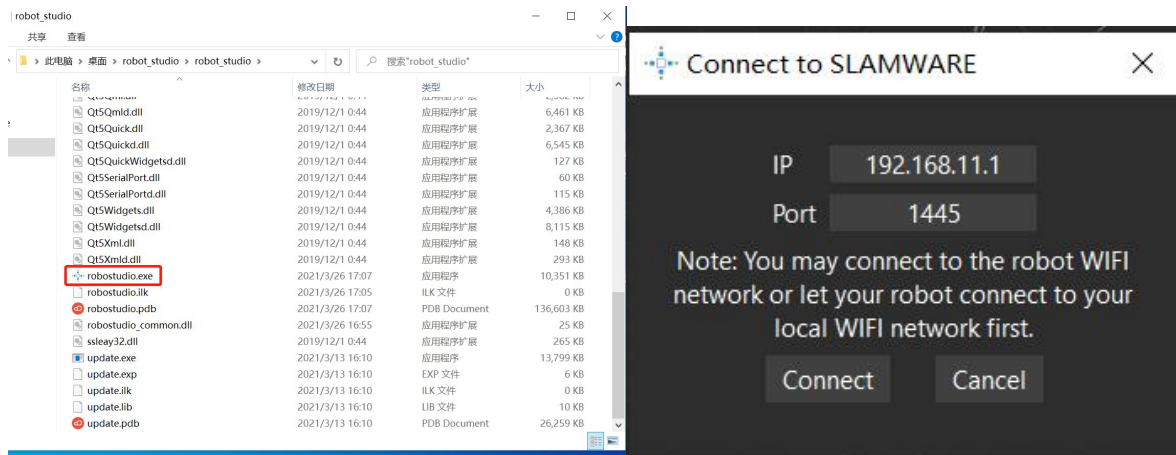 robot_studio
共享 查看
此电脑 > 桌面 > robot_studio > robot_studio >
搜索"robot_studio"
名称 修改日期 类型 大小
Qt5Qmld.dll 2019/12/1 0:44 应用程序扩展 6,461 KB
Qt5Quick.dll 2019/12/1 0:44 应用程序扩展 2,367 KB
Qt5Quickd.dll 2019/12/1 0:44 应用程序扩展 6,545 KB
Qt5QuickWidgetsd.dll 2019/12/1 0:44 应用程序扩展 127 KB
Qt5SerialPort.dll 2019/12/1 0:44 应用程序扩展 60 KB
Qt5SerialPortd.dll 2019/12/1 0:44 应用程序扩展 115 KB
Qt5Widgets.dll 2019/12/1 0:44 应用程序扩展 4,386 KB
Qt5Widgetsd.dll 2019/12/1 0:44 应用程序扩展 8,115 KB
Qt5Xml.dll 2019/12/1 0:44 应用程序扩展 148 KB
Qt5Xmld.dll 2019/12/1 0:44 应用程序扩展 293 KB
robostudio.exe 2021/3/26 17:07 应用程序 10,351 KB
robostudio.ilk 2021/3/26 17:05 ILK 文件 0 KB
robostudio.pdb 2021/3/26 17:07 PDB Document 136,603 KB
robostudio_common.dll 2021/3/26 16:55 应用程序扩展 25 KB
ssleay32.dll 2019/12/1 0:44 应用程序扩展 265 KB
update.exe 2021/3/13 16:10 应用程序 13,799 KB
update.exp 2021/3/13 16:10 EXP 文件 6 KB
update.ilk 2021/3/13 16:10 ILK 文件 0 KB
update.lib 2021/3/13 16:10 LIB 文件 10 KB
update.pdb 2021/3/13 16:10 PDB Document 26,259 KB
Connect to SLAMWARE
IP 192.168.11.1
Port 1445
Note: You may connect to the robot WIFI
network or let your robot connect to your
local WIFI network first.
Connect Cancel